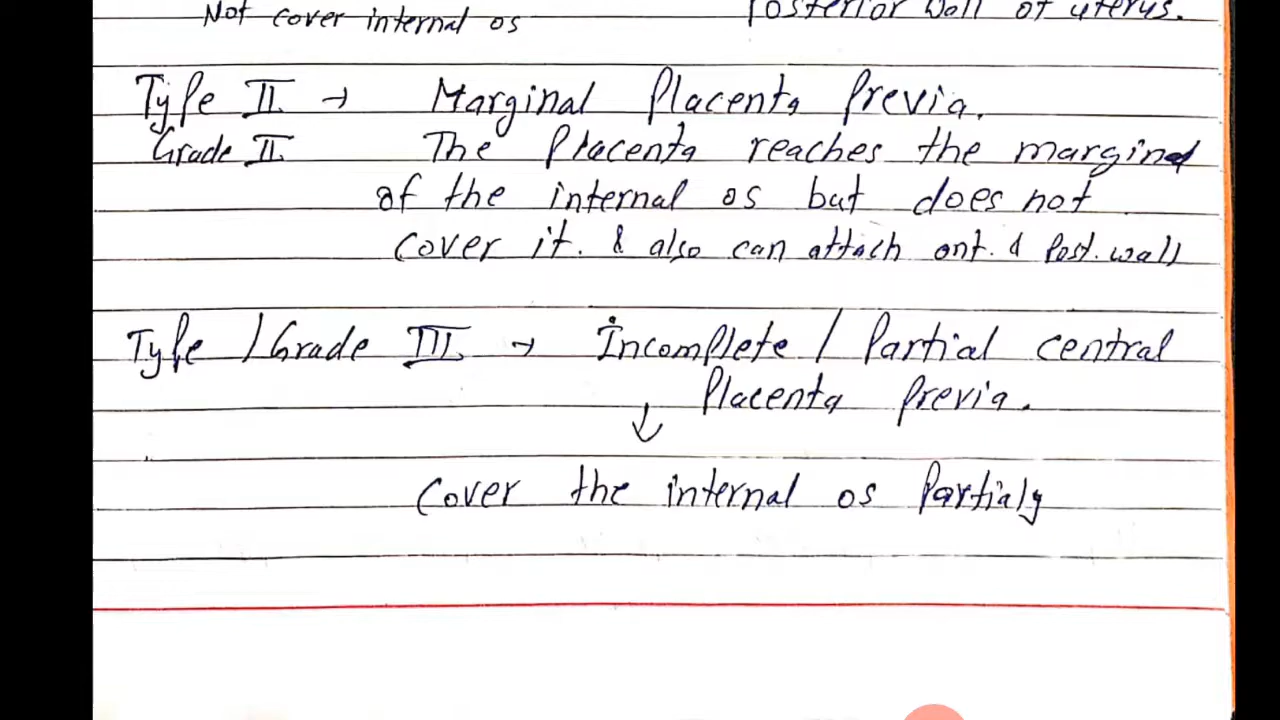 Not cover internal os Posterior wall of uterus.
Type II → Marginal Placenta Previa.
Grade II The Placenta reaches the margin
of the internal os but does not
cover it. & also can attach ant. & Post. wall
Type / Grade III → Incomplete / Partial central
Placenta Previa.
↓
Cover the internal os Partialy